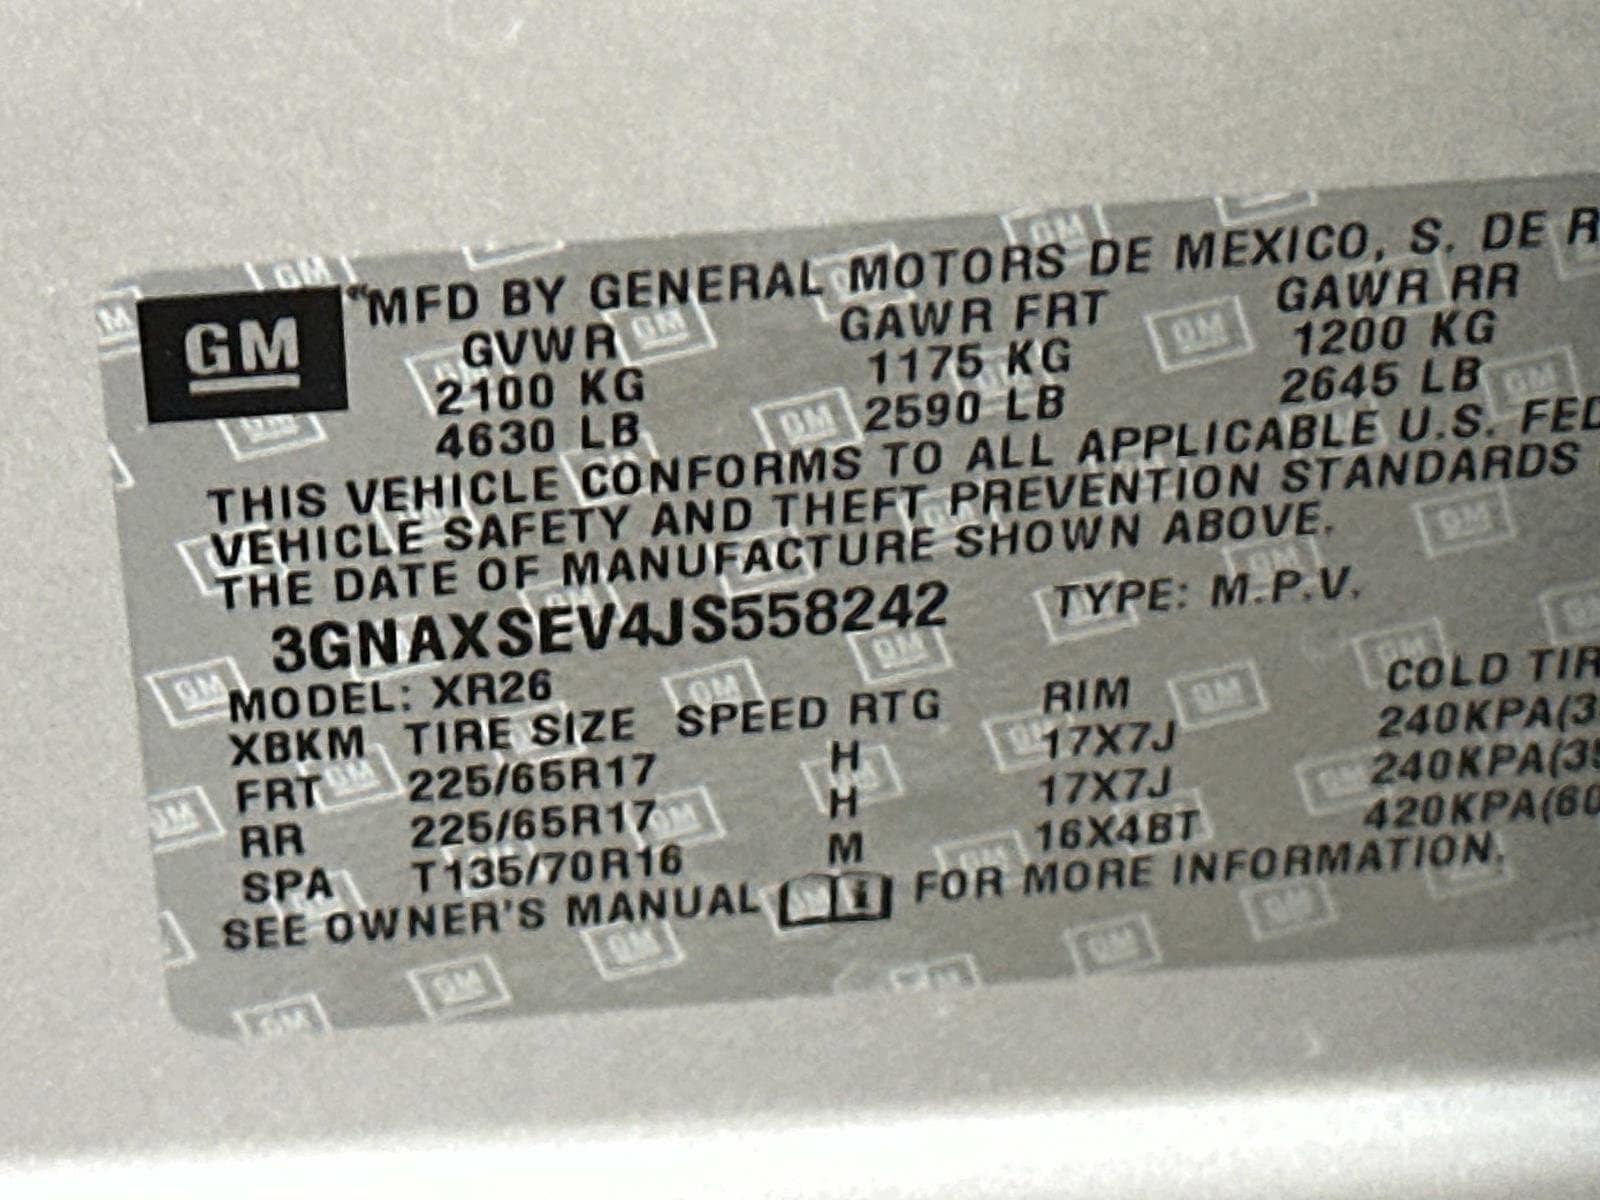 GM
"MFD BY GENERAL MOTORS DE MEXICO, S. DE R
GVWR GAWR FRT GAWR RR
2100 KG 1175 KG 1200 KG
4630 LB 2590 LB 2645 LB
THIS VEHICLE CONFORMS TO ALL APPLICABLE U.S. FED
VEHICLE SAFETY AND THEFT PREVENTION STANDARDS
THE DATE OF MANUFACTURE SHOWN ABOVE.
3GNAXSEV4JS558242 TYPE: M.P.V.
MODEL: XR26
XBKM TIRE SIZE SPEED RTG RIM COLD TIR
FRT 225/65R17 H 17X7J 240KPA(3
RR 225/65R17 H 17X7J 240KPA(35
SPA T135/70R16 M 16X4BT 420KPA(60
SEE OWNER'S MANUAL FOR MORE INFORMATION.